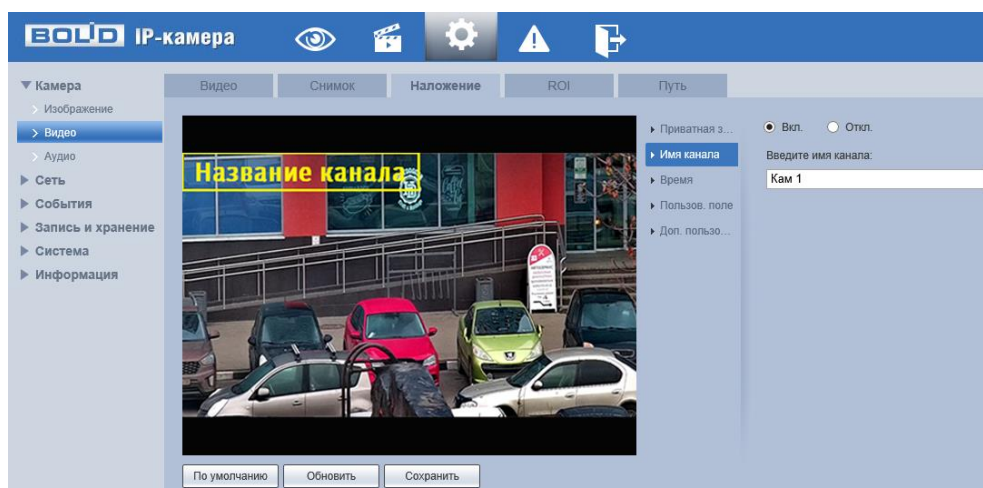 BOLID IP-камера
Камера
Изображение
Видео
Аудио
Сеть
События
Запись и хранение
Система
Информация
Видео
Снимок
Наложение
ROI
Путь
Название канала
Приватная з...
Имя канала
Время
Пользов. поле
Доп. пользо...
Вкл.
Откл.
Введите имя канала:
Кам 1
По умолчанию
Обновить
Сохранить